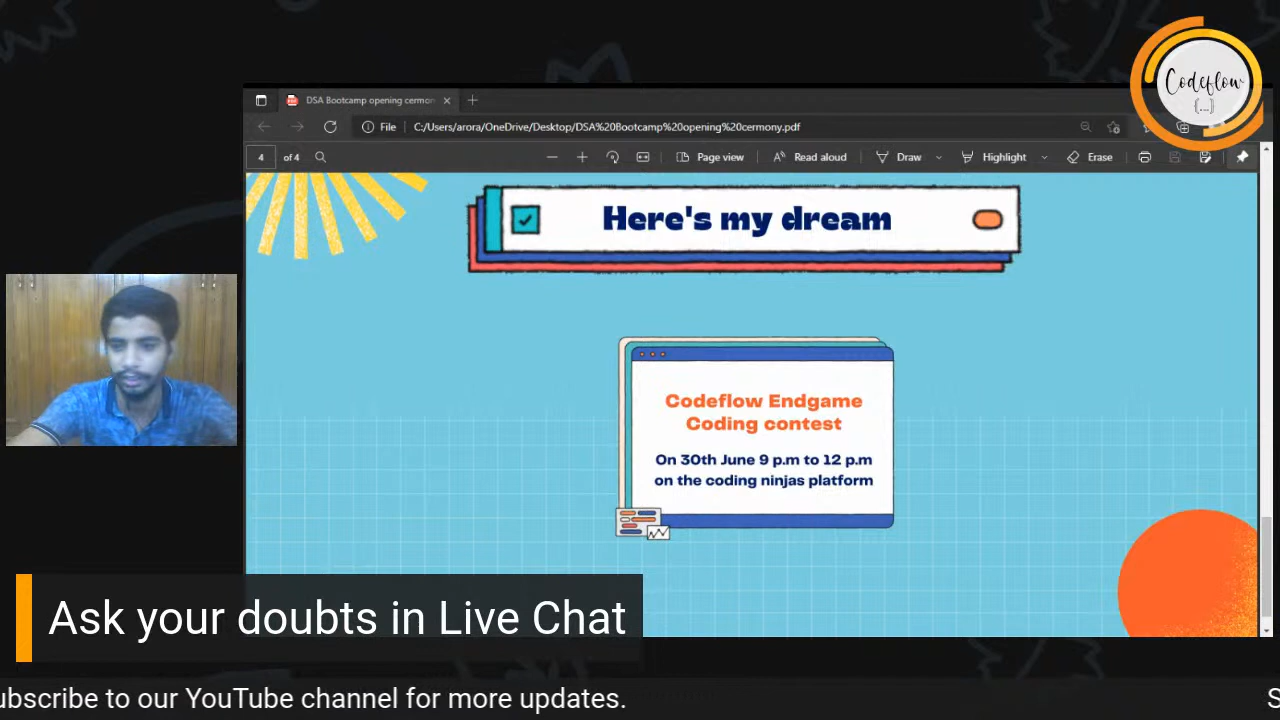 Codeflow
{...}
DSA Bootcamp opening cermon
File
C:/Users/arora/OneDrive/Desktop/DSA%20Bootcamp%20opening%20cermony.pdf
4 of 4
Page view
Read aloud
Draw
Highlight
Erase
Here's my dream
Codeflow Endgame
Coding contest
On 30th June 9 p.m to 12 p.m
on the coding ninjas platform
Ask your doubts in Live Chat
ubscribe to our YouTube channel for more updates.
S